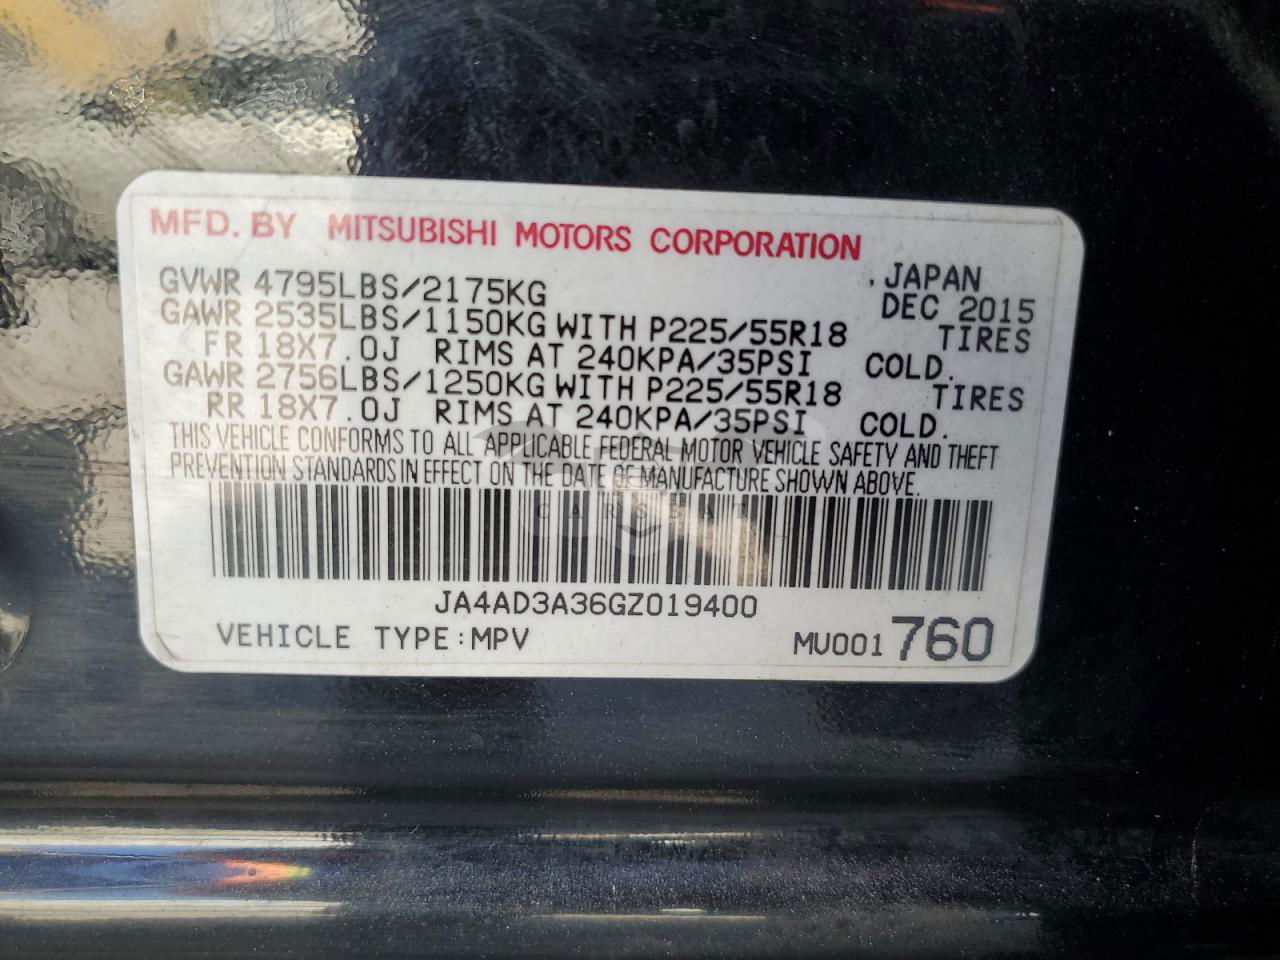 MFD. BY MITSUBISHI MOTORS CORPORATION
GVWR 4795LBS/2175KG , JAPAN
DEC 2015
GAWR 2535LBS/1150KG WITH P225/55R18 TIRES
FR 18X7.0J RIMS AT 240KPA/35PSI COLD.
GAWR 2756LBS/1250KG WITH P225/55R18 TIRES
RR 18X7.0J RIMS AT 240KPA/35PSI COLD.
THIS VEHICLE CONFORMS TO ALL APPLICABLE FEDERAL MOTOR VEHICLE SAFETY AND THEFT
PREVENTION STANDARDS IN EFFECT ON THE DATE OF MANUFACTURE SHOWN ABOVE.
JA4AD3A36GZ019400
VEHICLE TYPE:MPV MU001 760